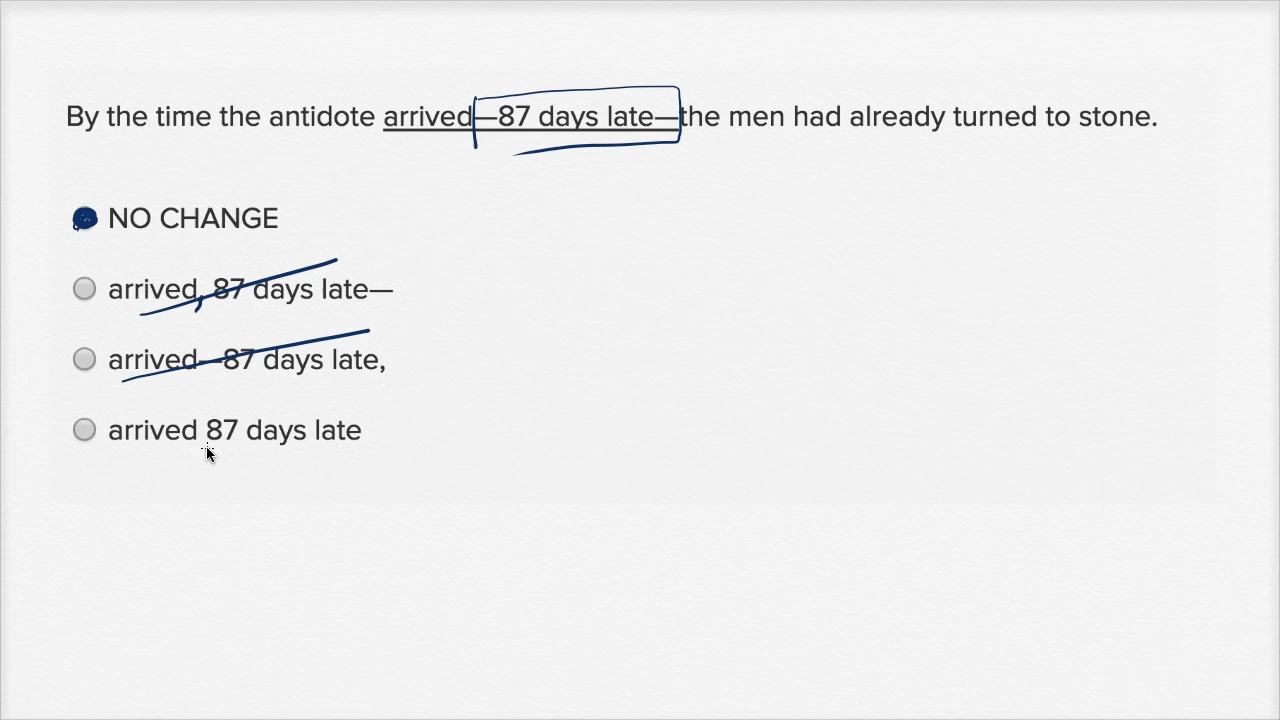 By the time the antidote arrived—87 days late—the men had already turned to stone.
NO CHANGE
arrived, 87 days late—
arrived—87 days late,
arrived 87 days late